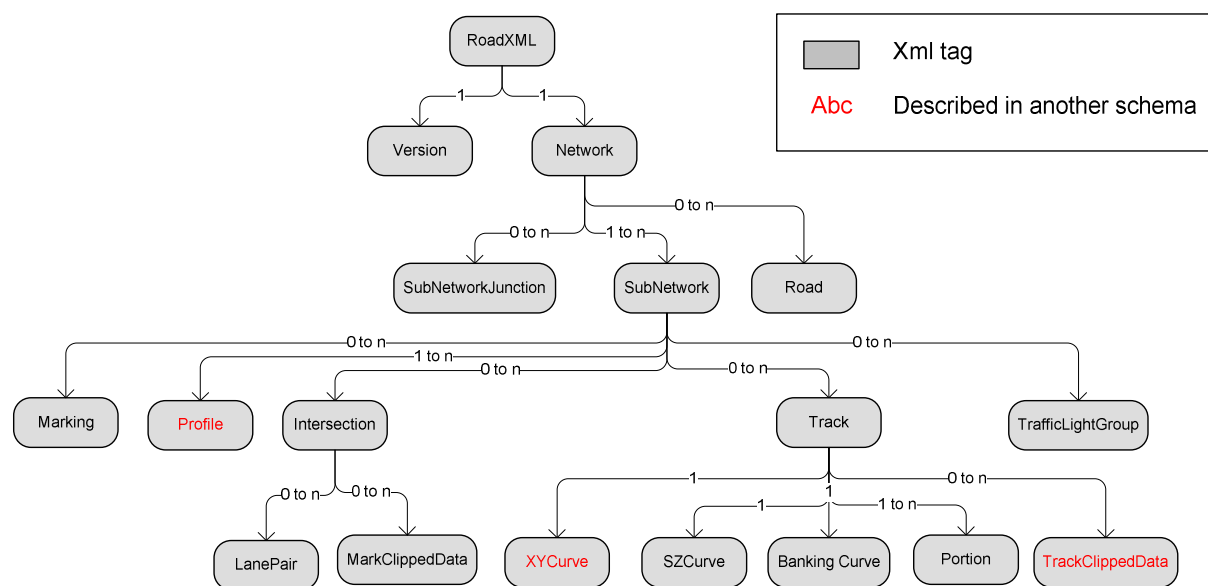 RoadXML
Xml tag
Abc
Described in another schema
1
1
Version
Network
0 to n
0 to n
1 to n
SubNetworkJunction
SubNetwork
Road
0 to n
1 to n
0 to n
0 to n
0 to n
Marking
Profile
Intersection
Track
TrafficLightGroup
0 to n
0 to n
1
1
1
1 to n
0 to n
LanePair
MarkClippedData
XYCurve
SZCurve
Banking Curve
Portion
TrackClippedData